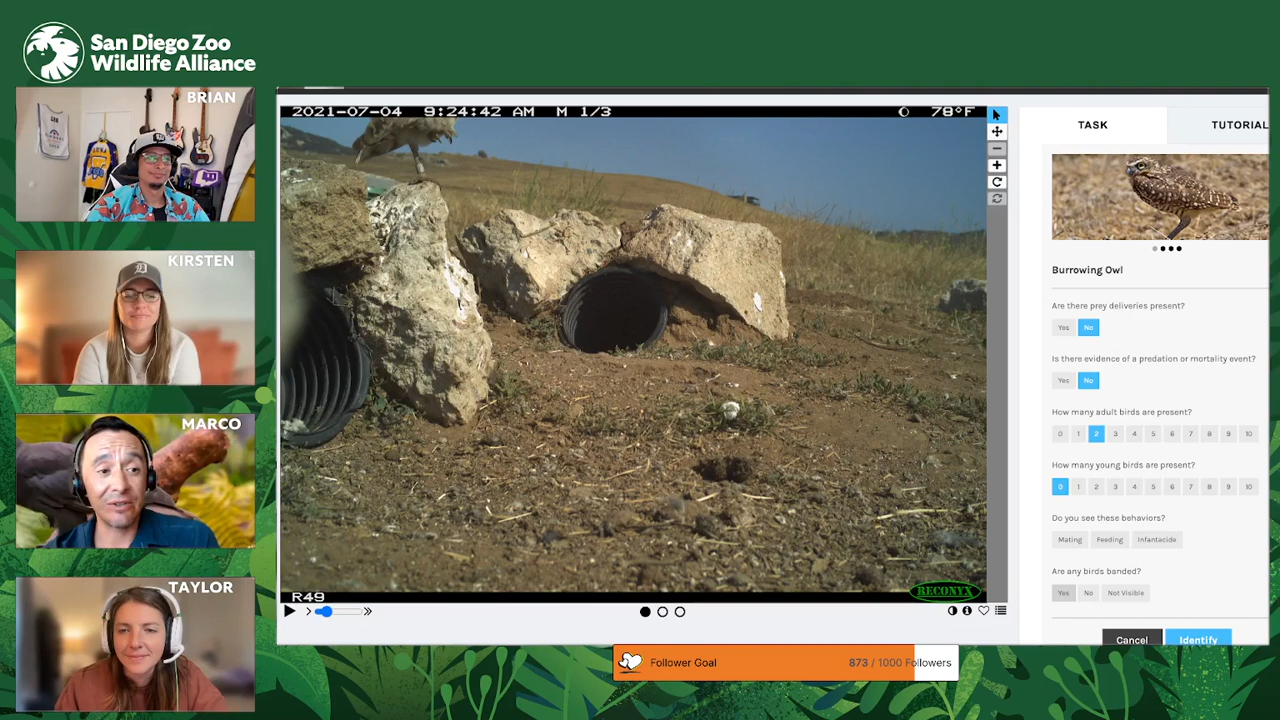 San Diego Zoo
Wildlife Alliance
BRIAN
KIRSTEN
MARCO
TAYLOR
2021-07-04 9:24:42 AM M 1/3 78°F
R49
RECONYX
TASK
TUTORIAL
Burrowing Owl
Are there prey deliveries present?
Yes No
Is there evidence of a predation or mortality event?
Yes No
How many adult birds are present?
0 1 2 3 4 5 6 7 8 9 10
How many young birds are present?
0 1 2 3 4 5 6 7 8 9 10
Do you see these behaviors?
Mating Feeding Infantacide
Are any birds banded?
Yes No Not Visible
Cancel Identify
Follower Goal 873 / 1000 Followers